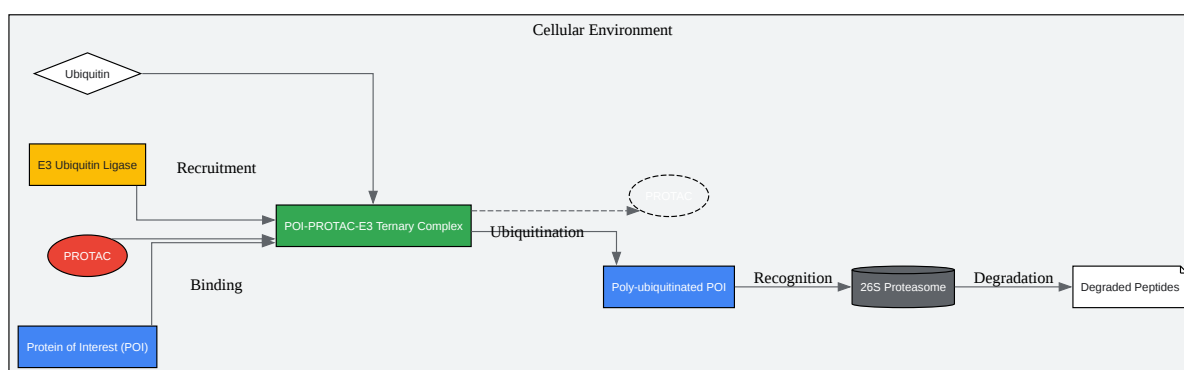 Cellular Environment
Ubiquitin
E3 Ubiquitin Ligase
Recruitment
PROTAC
POI-PROTAC-E3 Ternary Complex
Ubiquitination
PROTAC
Binding
Poly-ubiquitinated POI
Recognition
26S Proteasome
Degradation
Degraded Peptides
Protein of Interest (POI)